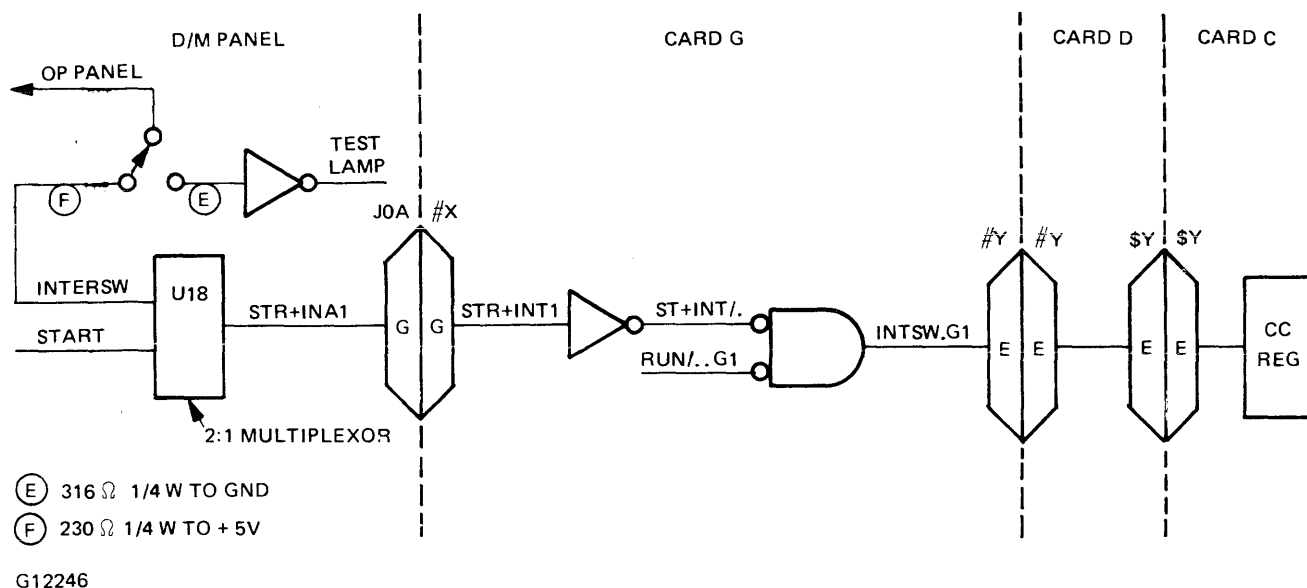 D/M PANEL
CARD G
CARD D
CARD C
OP PANEL
TEST
LAMP
F
E
J0A
#X
#Y
#Y
$Y
$Y
INTERSW
U18
START
STR+INA1
G
G
STR+INT1
ST+INT/.
RUN/..G1
INTSW.G1
E
E
E
E
CC
REG
2:1 MULTIPLEXOR
E 316 Ω 1/4 W TO GND
F 230 Ω 1/4 W TO + 5V
G12246